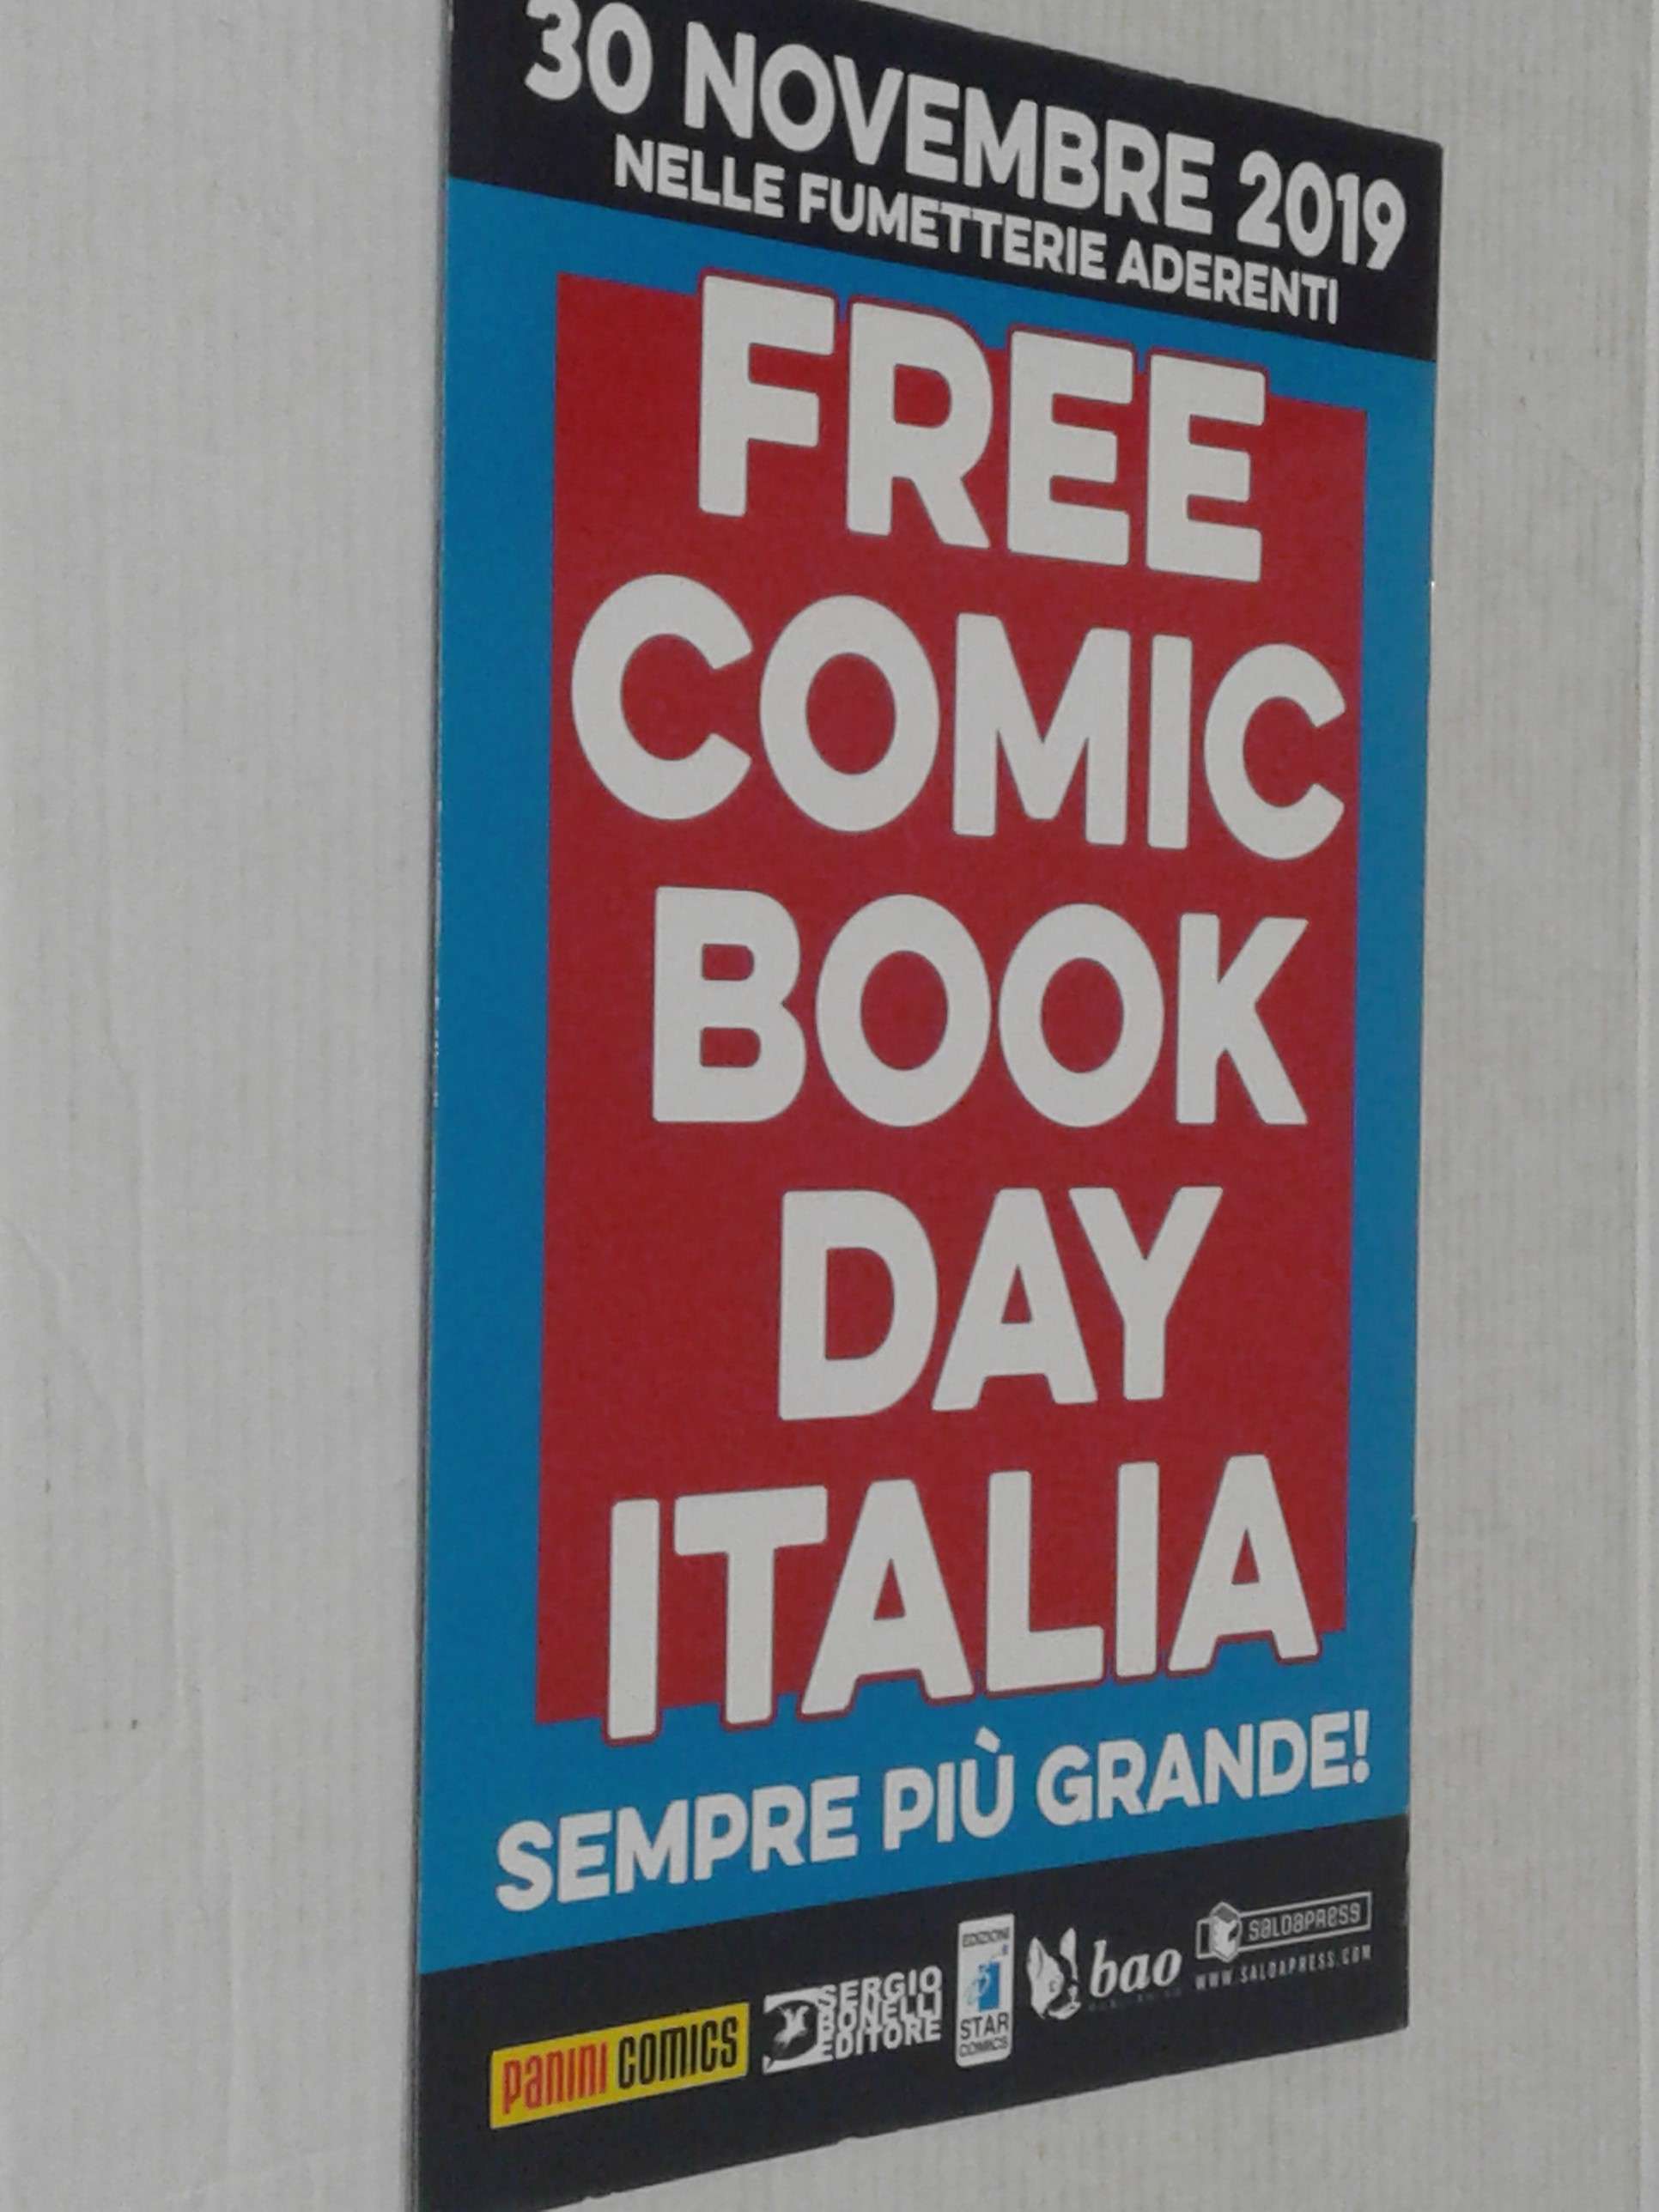 30 NOVEMBRE 2019
NELLE FUMETTERIE ADERENTI
FREE
COMIC
BOOK
DAY
ITALIA
SEMPRE PIÙ GRANDE!
PANINI COMICS
SERGIO
BONELLI
EDITORE
EDIZIONI
STAR
COMICS
bao
SALDAPRESS
WWW.SALDAPRESS.COM